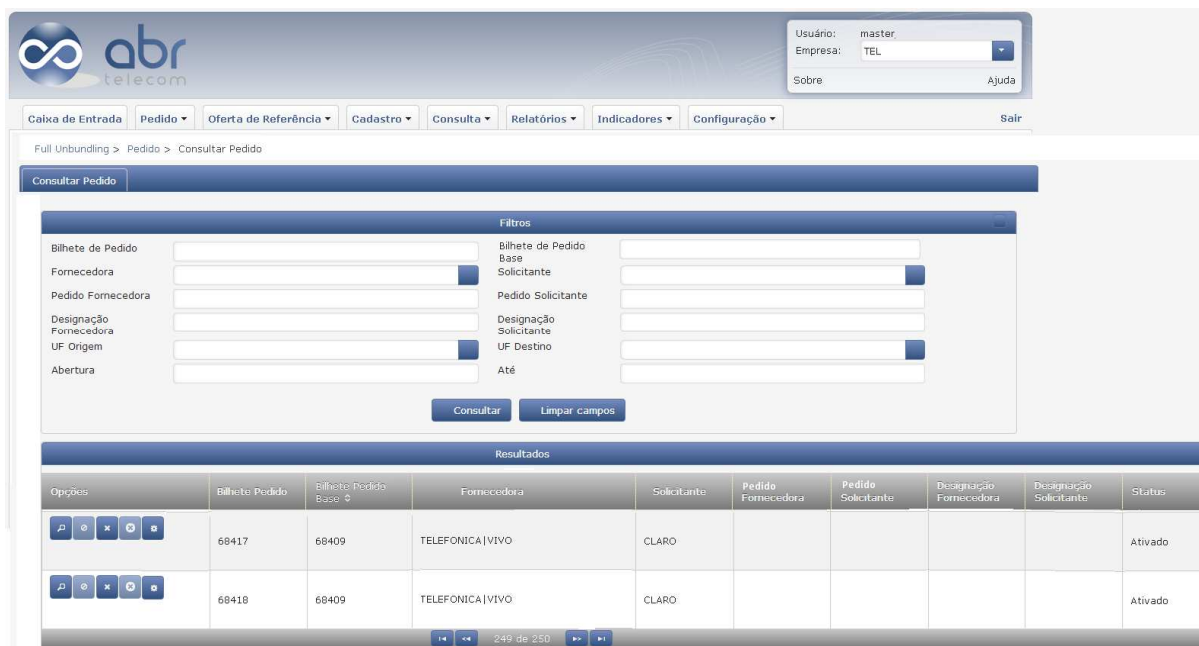 abr
telecom
Usuário: master
Empresa: TEL
Sobre Ajuda
Caixa de Entrada Pedido Oferta de Referência Cadastro Consulta Relatórios Indicadores Configuração Sair
Full Unbundling > Pedido > Consultar Pedido
Consultar Pedido
Filtros
Bilhete de Pedido Bilhete de Pedido
Base
Fornecedora Solicitante
Pedido Fornecedora Pedido Solicitante
Designação Designação
Fornecedora Solicitante
UF Origem UF Destino
Abertura Até
Consultar Limpar campos
Resultados
Opções Bilhete Pedido Bilhete Pedido Base Fornecedora Solicitante Pedido Fornecedora Pedido Solicitante Designação Fornecedora Designação Solicitante Status
68417 68409 TELEFONICA|VIVO CLARO Ativado
68418 68409 TELEFONICA|VIVO CLARO Ativado
249 de 250